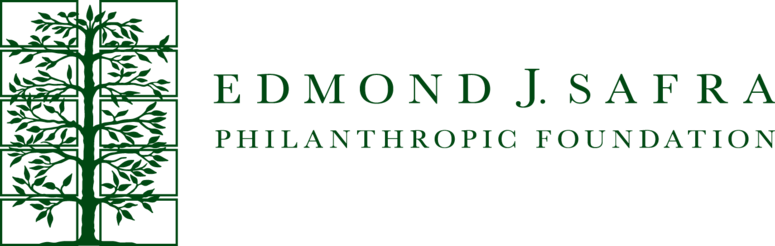 EDMOND J. SAFRA
PHILANTHROPIC FOUNDATION